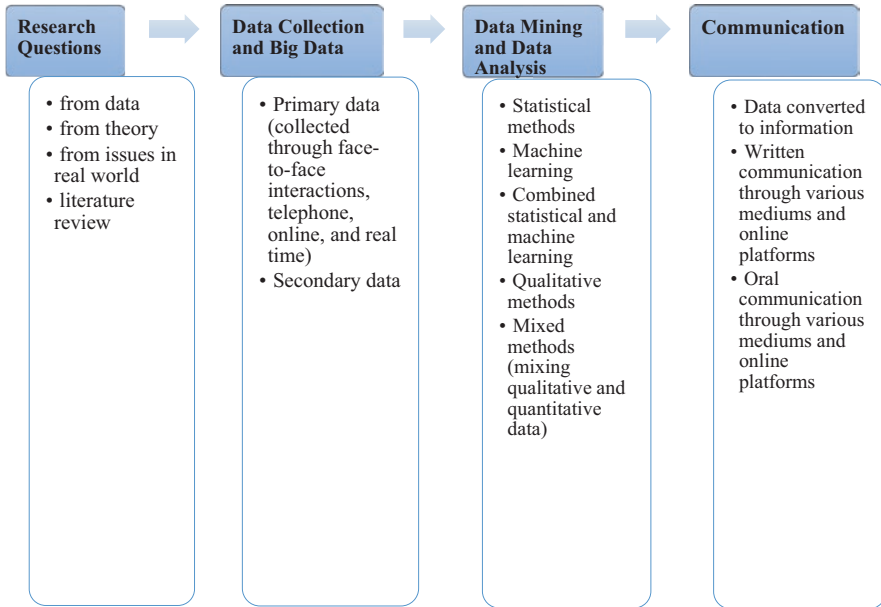 Research
Questions
• from data
• from theory
• from issues in
real world
• literature
review
Data Collection
and Big Data
• Primary data
(collected
through face-
to-face
interactions,
telephone,
online, and real
time)
• Secondary data
Data Mining
and Data
Analysis
• Statistical
methods
• Machine
learning
• Combined
statistical and
machine
learning
• Qualitative
methods
• Mixed
methods
(mixing
qualitative and
quantitative
data)
Communication
• Data converted
to information
• Written
communication
through various
mediums and
online
platforms
• Oral
communication
through various
mediums and
online
platforms